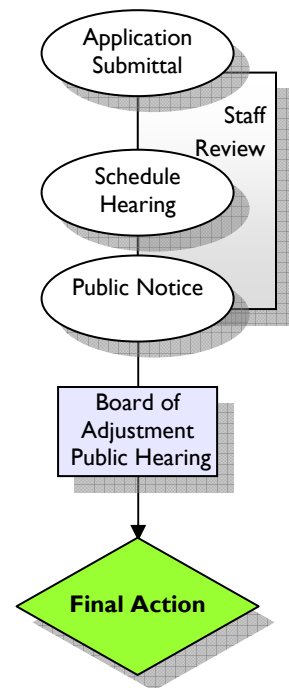 Application
Submittal
Staff
Review
Schedule
Hearing
Public Notice
Board of
Adjustment
Public Hearing
Final Action